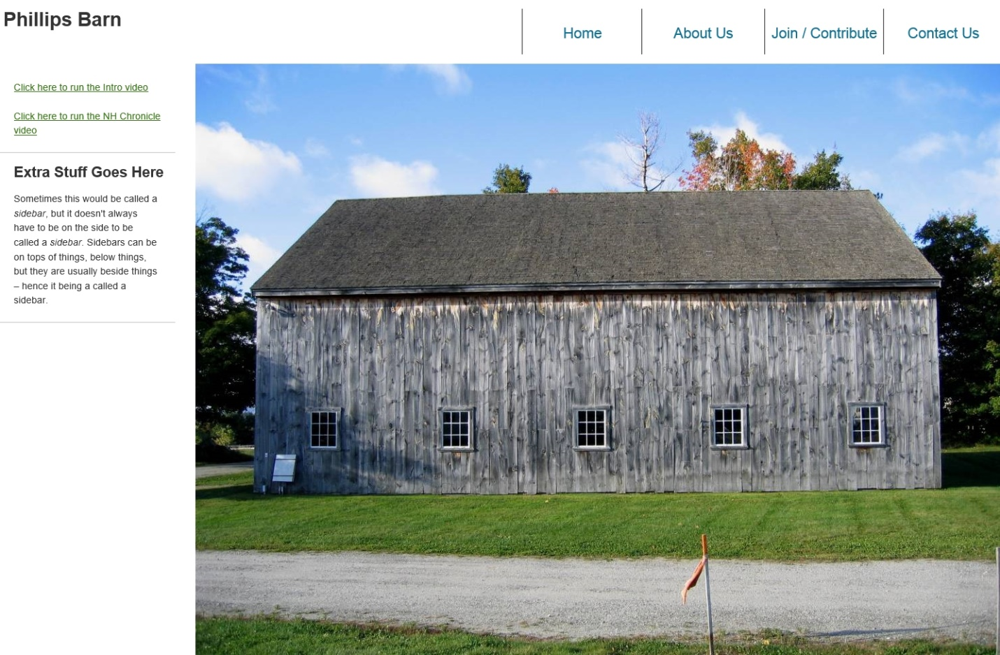 Phillips Barn
Home
About Us
Join / Contribute
Contact Us
Click here to run the Intro video
Click here to run the NH Chronicle
video
Extra Stuff Goes Here
Sometimes this would be called a
sidebar, but it doesn't always
have to be on the side to be
called a sidebar. Sidebars can be
on tops of things, below things,
but they are usually beside things
– hence it being a called a
sidebar.